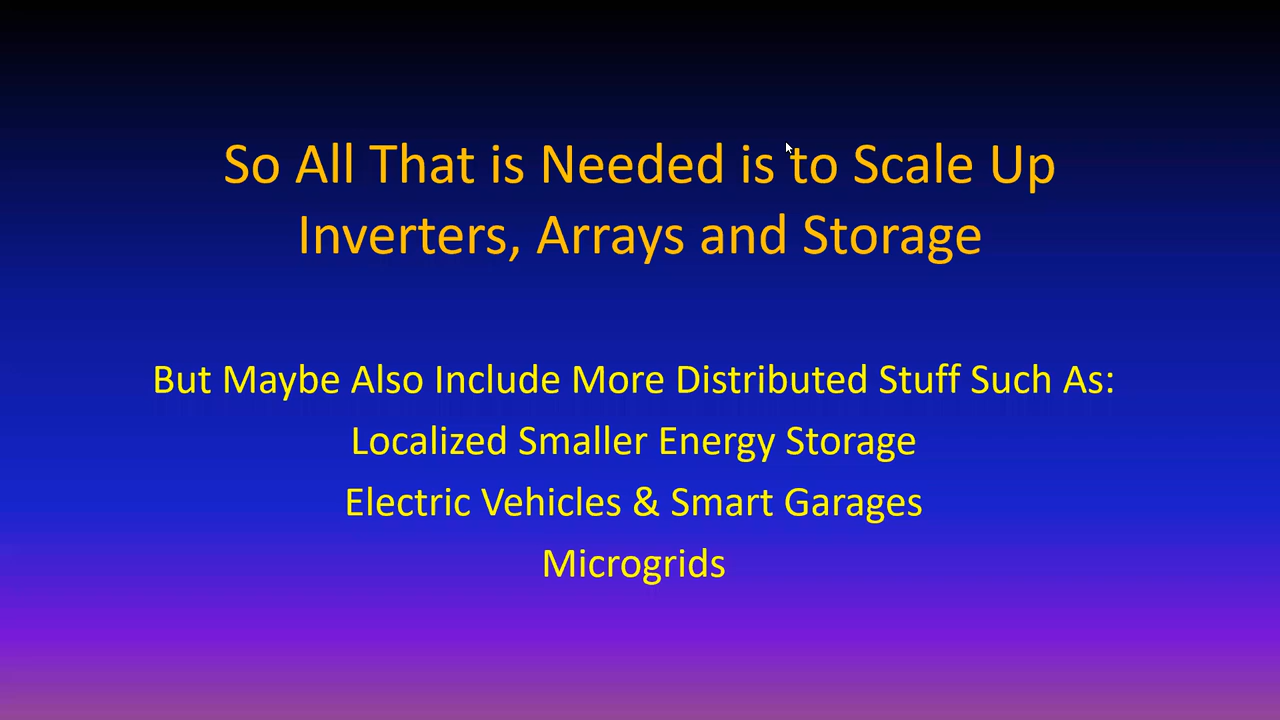 So All That is Needed is to Scale Up
Inverters, Arrays and Storage
But Maybe Also Include More Distributed Stuff Such As:
Localized Smaller Energy Storage
Electric Vehicles & Smart Garages
Microgrids